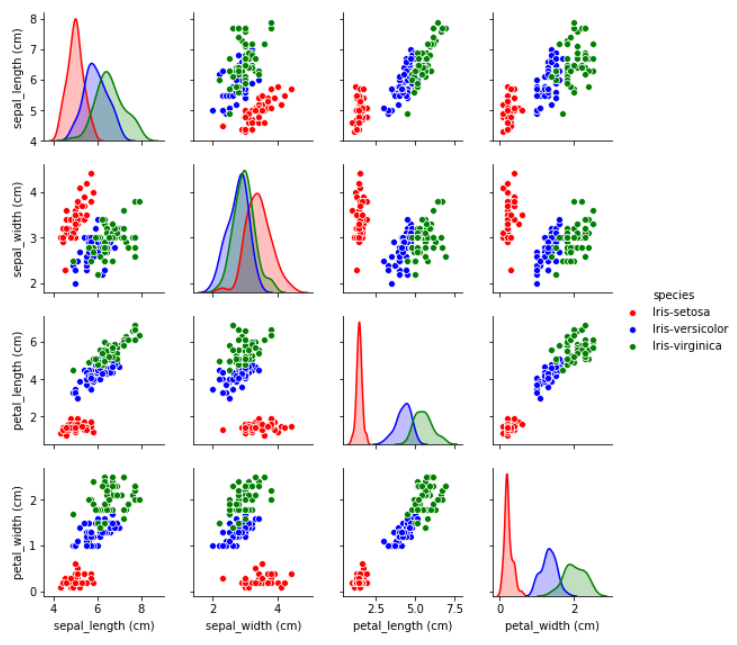 sepal_length (cm)
8
7
6
5
4
sepal_width (cm)
4
3
2
species
Iris-setosa
Iris-versicolor
Iris-virginica
petal_length (cm)
6
4
2
petal_width (cm)
2
1
0
4 6 8
2 4
2.5 5.0 7.5
0 2
sepal_length (cm) sepal_width (cm) petal_length (cm) petal_width (cm)